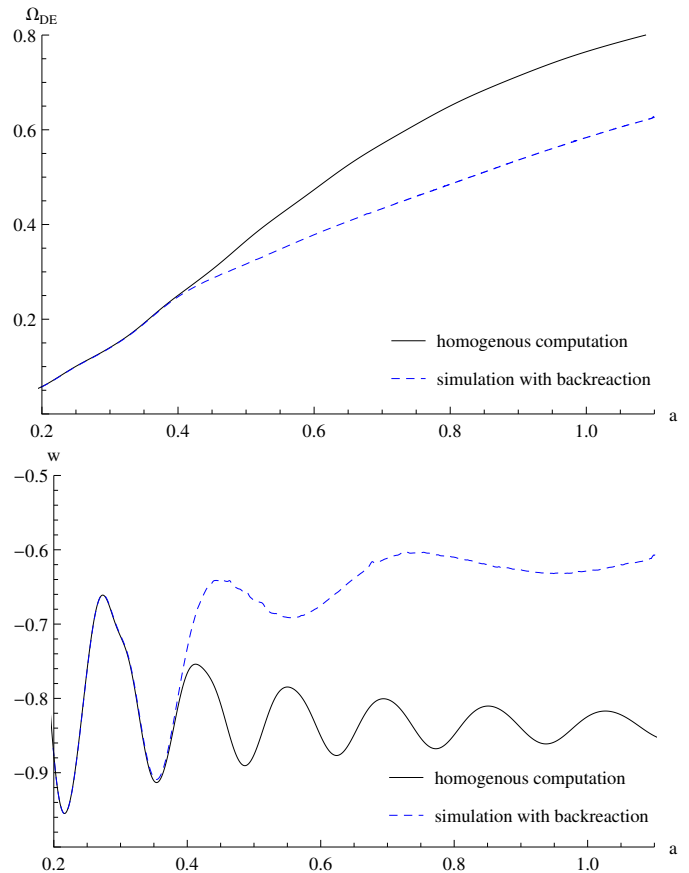 Ω_DE
0.8
0.6
0.4
0.2
homogenous computation
simulation with backreaction
0.2 0.4 0.6 0.8 1.0 a
w
−0.5
−0.6
−0.7
−0.8
−0.9
homogenous computation
simulation with backreaction
0.2 0.4 0.6 0.8 1.0 a